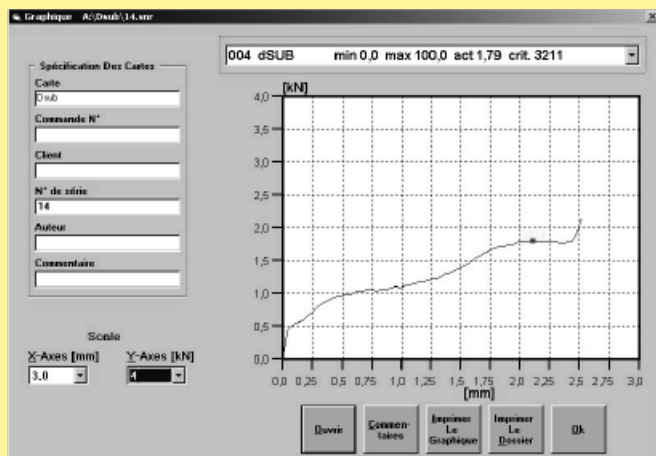 Graphique A:\Dsub\14.snr
004 dSUB min 0,0 max 100,0 act 1,79 crit. 3211
Spécification Des Cartes
Carte
Dsub
Commande N°
Client
N° de série
14
Auteur
Commentaire
Scale
X-Axes [mm] Y-Axes [kN]
3.0 4
[kN]
4,0
3,5
3,0
2,5
2,0
1,5
1,0
0,5
0,0
0,0 0,25 0,5 0,75 1,0 1,25 1,5 1,75 2,0 2,25 2,5 2,75 3,0
[mm]
Ouvrir
Commen-
taires
Imprimer
Le
Graphique
Imprimer
Le
Dossier
Ok